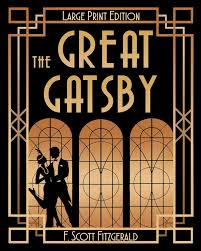 LARGE PRINT EDITION
THE GREAT
GATSBY
F. SCOTT FITZGERALD